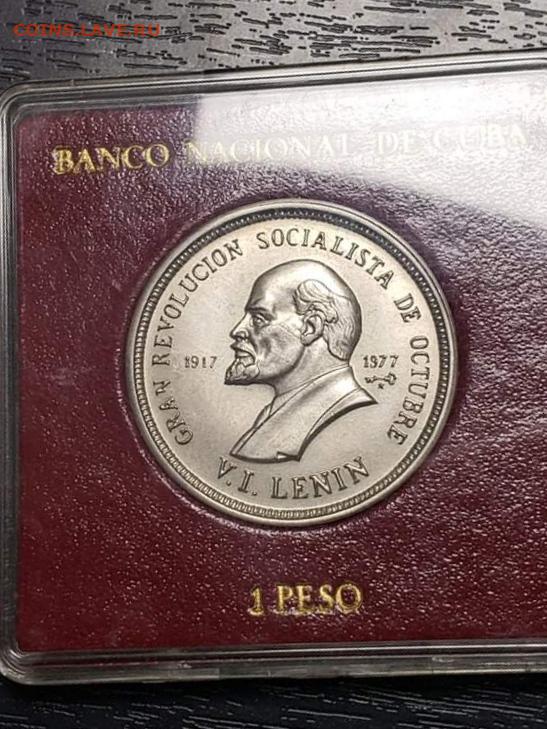 COINS.LAVE.RU
BANCO NACIONAL DE CUBA
GRAN REVOLUCION SOCIALISTA DE OCTUBRE
1917 1977
V.I. LENIN
1 PESO